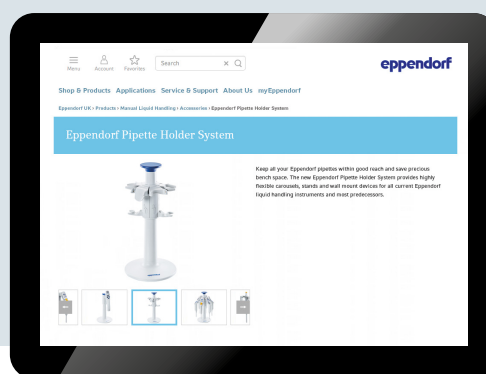 Menu Account Favorites Search
eppendorf
Shop & Products Applications Service & Support About Us myEppendorf
Eppendorf UK › Products › Manual Liquid Handling › Accessories › Eppendorf Pipette Holder System
Eppendorf Pipette Holder System
Keep all your Eppendorf pipettes within good reach and save precious
bench space. The new Eppendorf Pipette Holder System provides highly
flexible carousels, stands and wall mount devices for all current Eppendorf
liquid handling instruments and most predecessors.